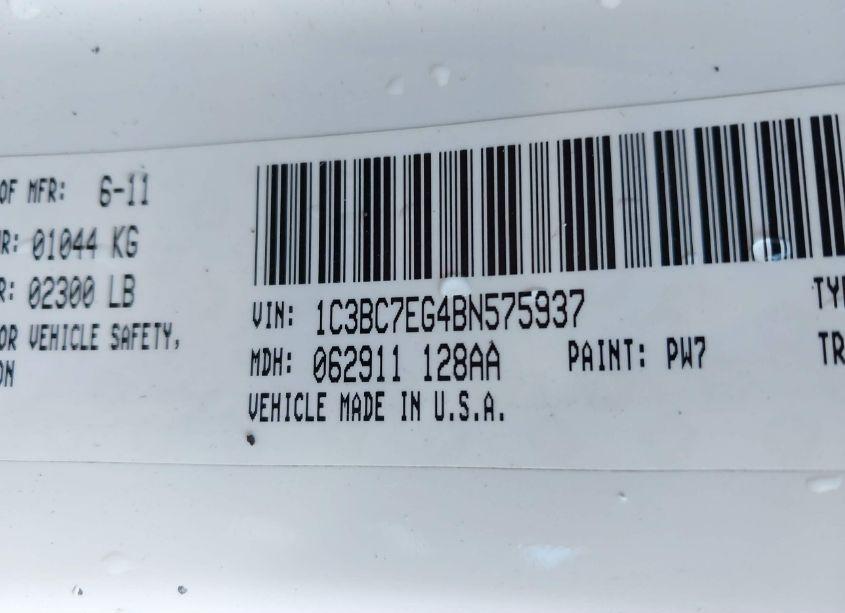 OF MFR: 6-11
R: 01044 KG
R: 02300 LB
OR VEHICLE SAFETY,
ON
VIN: 1C3BC7EG4BN575937
MDH: 062911 128AA PAINT: PW7
VEHICLE MADE IN U.S.A.
TY
TR